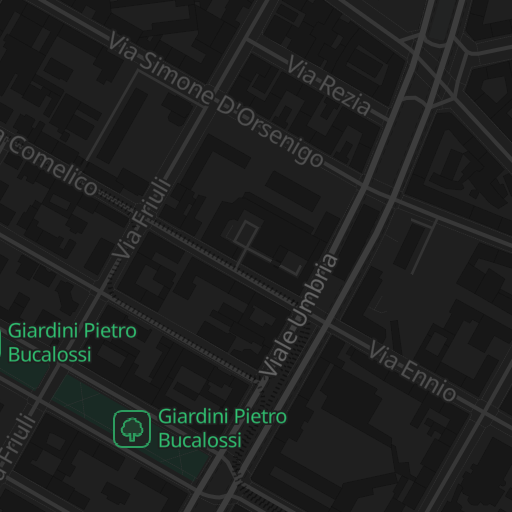 Via Simone D'Orsenigo
Via Rezia
Comelico
Via Friuli
Viale Umbria
Giardini Pietro
Bucalossi
Via Ennio
Giardini Pietro
Bucalossi
Friuli